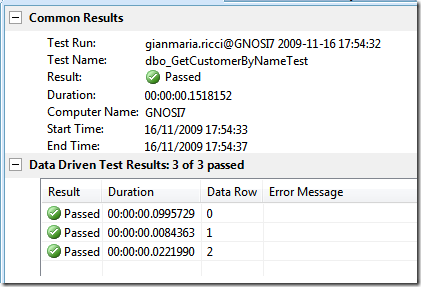 Common Results
Test Run: gianmaria.ricci@GNOSI7 2009-11-16 17:54:32
Test Name: dbo_GetCustomerByNameTest
Result: Passed
Duration: 00:00:00.1518152
Computer Name: GNOSI7
Start Time: 16/11/2009 17:54:33
End Time: 16/11/2009 17:54:37
Data Driven Test Results: 3 of 3 passed
Result Duration Data Row Error Message
Passed 00:00:00.0995729 0
Passed 00:00:00.0084363 1
Passed 00:00:00.0221990 2